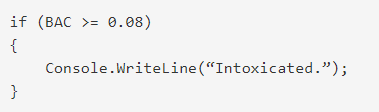 if (BAC >= 0.08)
{
    Console.WriteLine(“Intoxicated.”);
}